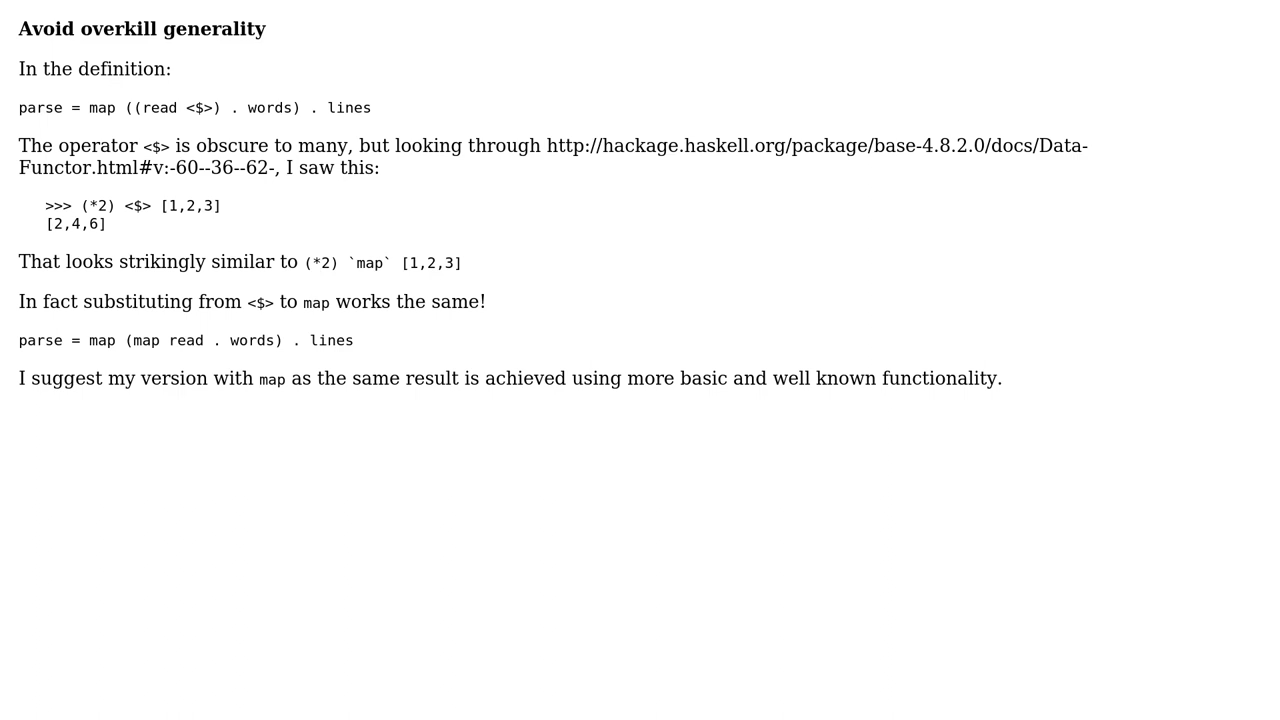 Avoid overkill generality
In the definition:
parse = map ((read <$>) . words) . lines
The operator <$> is obscure to many, but looking through http://hackage.haskell.org/package/base-4.8.2.0/docs/Data-
Functor.html#v:-60--36--62-, I saw this:
>>> (*2) <$> [1,2,3]
[2,4,6]
That looks strikingly similar to (*2) `map` [1,2,3]
In fact substituting from <$> to map works the same!
parse = map (map read . words) . lines
I suggest my version with map as the same result is achieved using more basic and well known functionality.